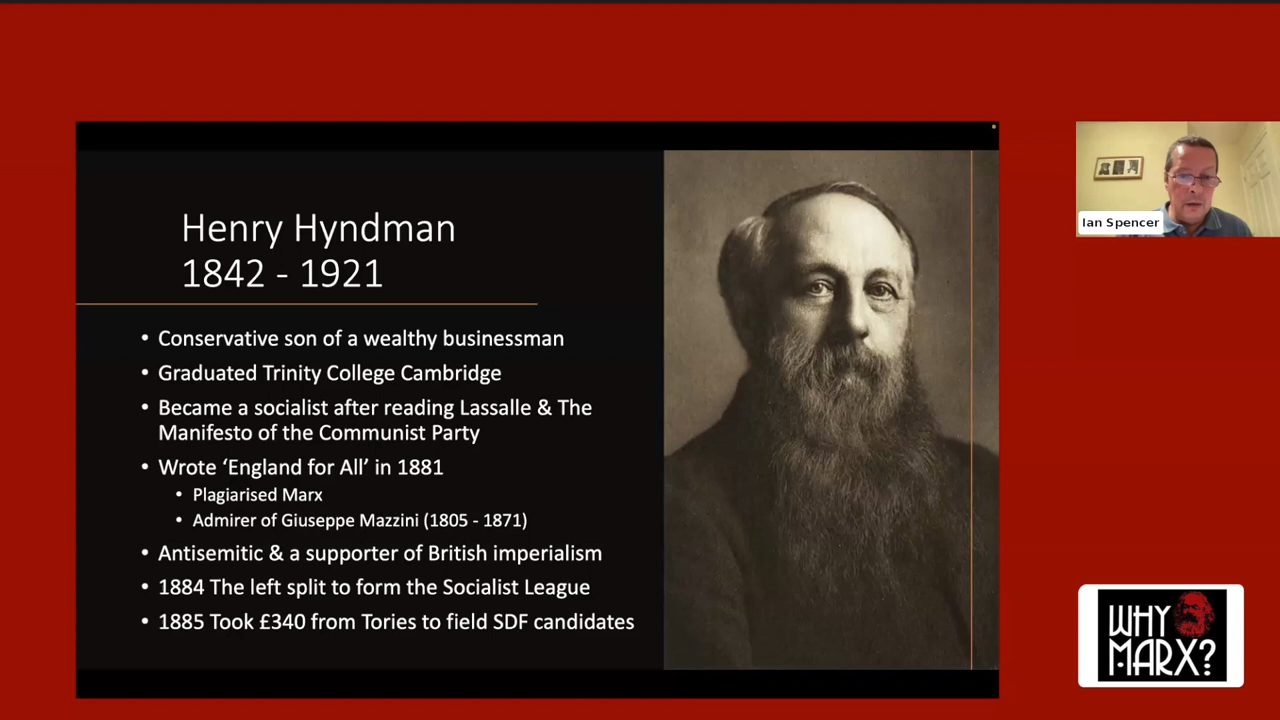 Henry Hyndman
1842 - 1921
• Conservative son of a wealthy businessman
• Graduated Trinity College Cambridge
• Became a socialist after reading Lassalle & The
Manifesto of the Communist Party
• Wrote ‘England for All’ in 1881
• Plagiarised Marx
• Admirer of Giuseppe Mazzini (1805 - 1871)
• Antisemitic & a supporter of British imperialism
• 1884 The left split to form the Socialist League
• 1885 Took £340 from Tories to field SDF candidates
Ian Spencer
WHY
MARX?